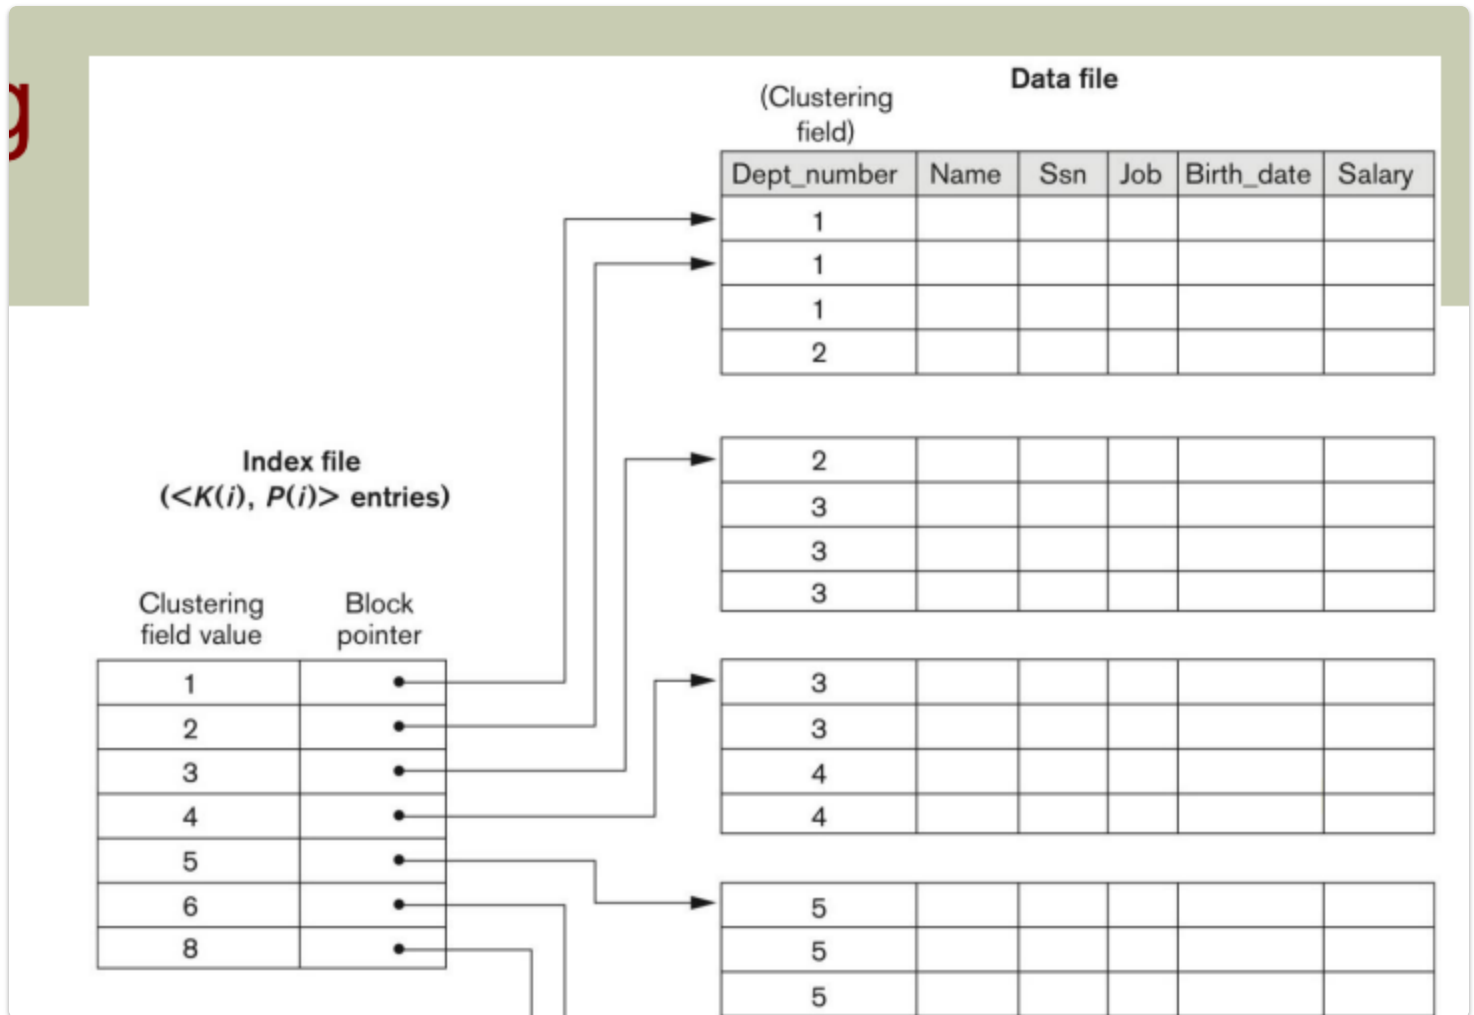 g
Data file
(Clustering
field)
Dept_number Name Ssn Job Birth_date Salary
1
1
1
2
2
3
3
3
3
3
4
4
5
5
5
Index file
(<K(i), P(i)> entries)
Clustering
field value
Block
pointer
1
2
3
4
5
6
8